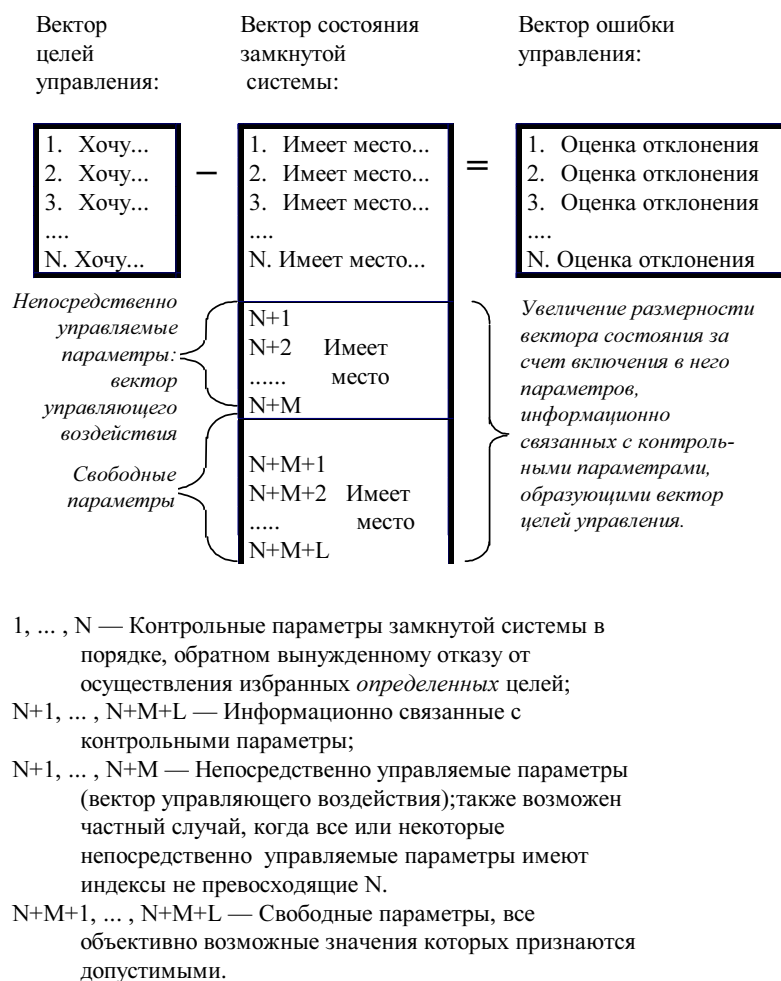 Вектор
целей
управления:
Вектор состояния
замкнутой
системы:
Вектор ошибки
управления:
1. Хочу...
2. Хочу...
3. Хочу...
....
N. Хочу...
–
1. Имеет место...
2. Имеет место...
3. Имеет место...
....
N. Имеет место...
=
1. Оценка отклонения
2. Оценка отклонения
3. Оценка отклонения
....
N. Оценка отклонения
Непосредственно
управляемые
параметры:
вектор
управляющего
воздействия
Свободные
параметры
N+1
N+2 Имеет
...... место
N+M
N+M+1
N+M+2 Имеет
..... место
N+M+L
Увеличение размерности
вектора состояния за
счет включения в него
параметров,
информационно
связанных с контроль-
ными параметрами,
образующими вектор
целей управления.
1, ... , N — Контрольные параметры замкнутой системы в
порядке, обратном вынужденному отказу от
осуществления избранных определенных целей;
N+1, ... , N+M+L — Информационно связанные с
контрольными параметры;
N+1, ... , N+M — Непосредственно управляемые параметры
(вектор управляющего воздействия);также возможен
частный случай, когда все или некоторые
непосредственно управляемые параметры имеют
индексы не превосходящие N.
N+M+1, ... , N+M+L — Свободные параметры, все
объективно возможные значения которых признаются
допустимыми.